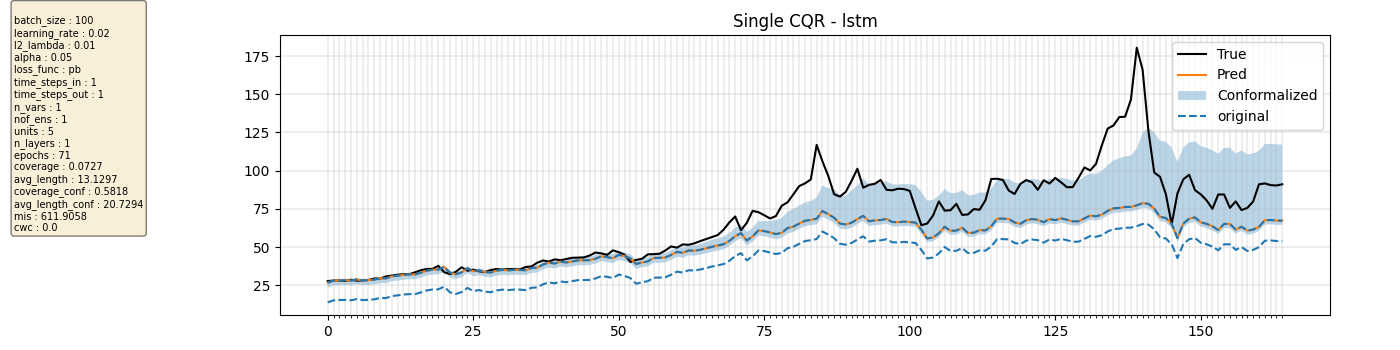 batch_size : 100
learning_rate : 0.02
l2_lambda : 0.01
alpha : 0.05
loss_func : pb
time_steps_in : 1
time_steps_out : 1
n_vars : 1
nof_ens : 1
units : 5
n_layers : 1
epochs : 71
coverage : 0.0727
avg_length : 13.1297
coverage_conf : 0.5818
avg_length_conf : 20.7294
mis : 611.9058
cwc : 0.0
Single CQR - lstm
175
150
125
100
75
50
25
0 25 50 75 100 125 150
True
Pred
Conformalized
original